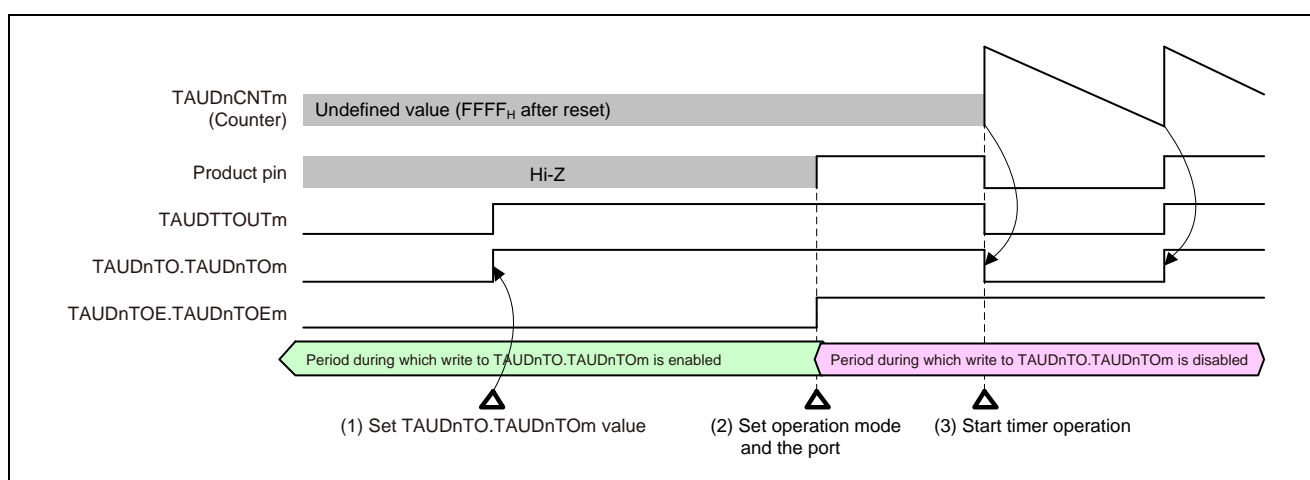 TAUDnCNTm
(Counter)
Undefined value (FFFFH after reset)
Product pin
Hi-Z
TAUDTTOUTm
TAUDnTO.TAUDnTOm
TAUDnTOE.TAUDnTOEm
Period during which write to TAUDnTO.TAUDnTOm is enabled
Period during which write to TAUDnTO.TAUDnTOm is disabled
(1) Set TAUDnTO.TAUDnTOm value
(2) Set operation mode
and the port
(3) Start timer operation